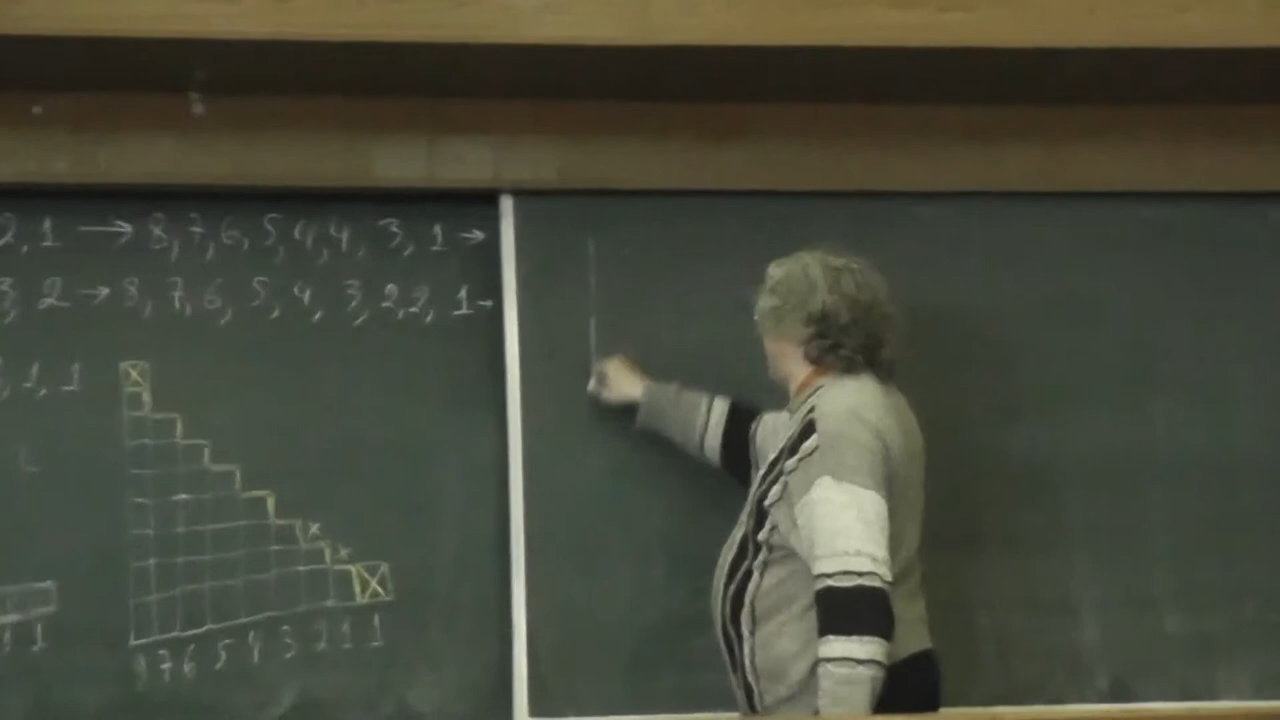 2, 1 → 8, 7, 6, 5, 4, 4, 3, 1 →
3, 2 → 8, 7, 6, 5, 4, 3, 2, 2, 1 →
, 1, 1
1 1
7 6 5 4 3 2 1 1